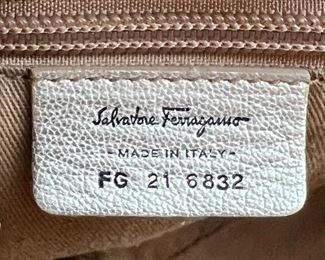 Salvatore Ferragamo
-MADE IN ITALY-
FG 21 6832